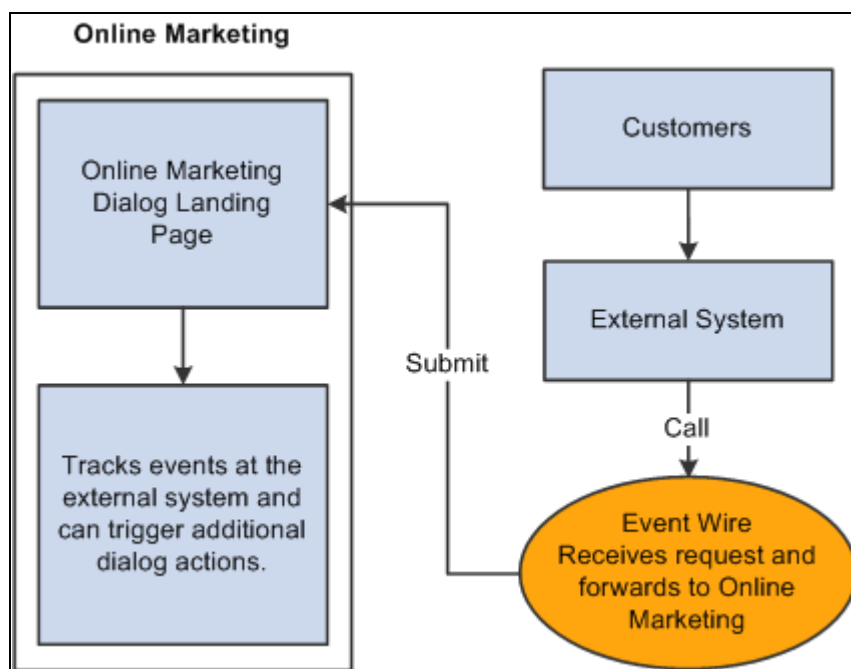 Online Marketing
Online Marketing
Dialog Landing
Page
Tracks events at the
external system and
can trigger additional
dialog actions.
Submit
Customers
External System
Call
Event Wire
Receives request and
forwards to Online
Marketing